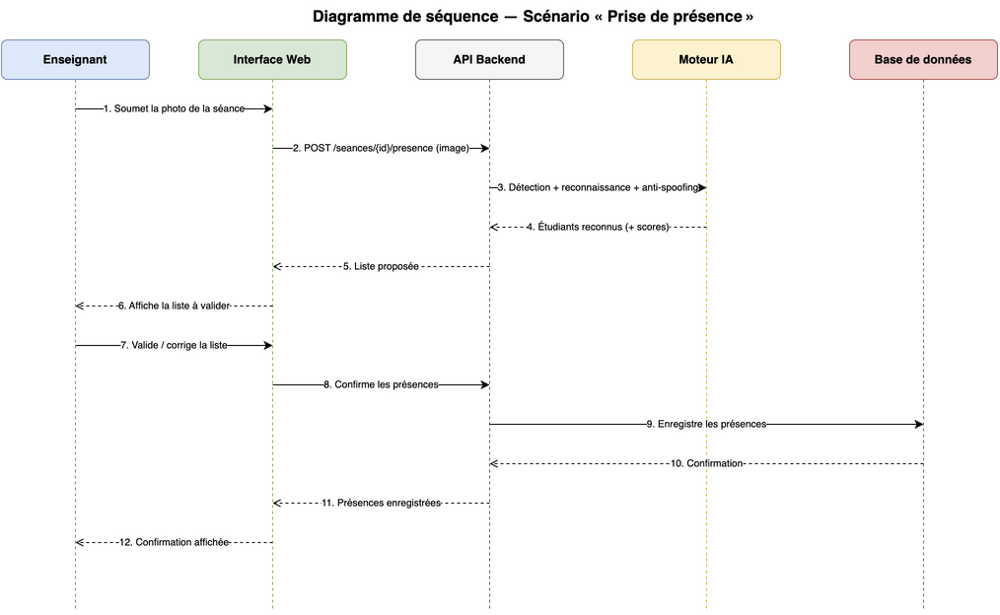 Diagramme de séquence — Scénario « Prise de présence »
Enseignant
Interface Web
API Backend
Moteur IA
Base de données
1. Soumet la photo de la séance
2. POST /seances/{id}/presence (image)
3. Détection + reconnaissance + anti-spoofing
4. Étudiants reconnus (+ scores)
5. Liste proposée
6. Affiche la liste à valider
7. Valide / corrige la liste
8. Confirme les présences
9. Enregistre les présences
10. Confirmation
11. Présences enregistrées
12. Confirmation affichée